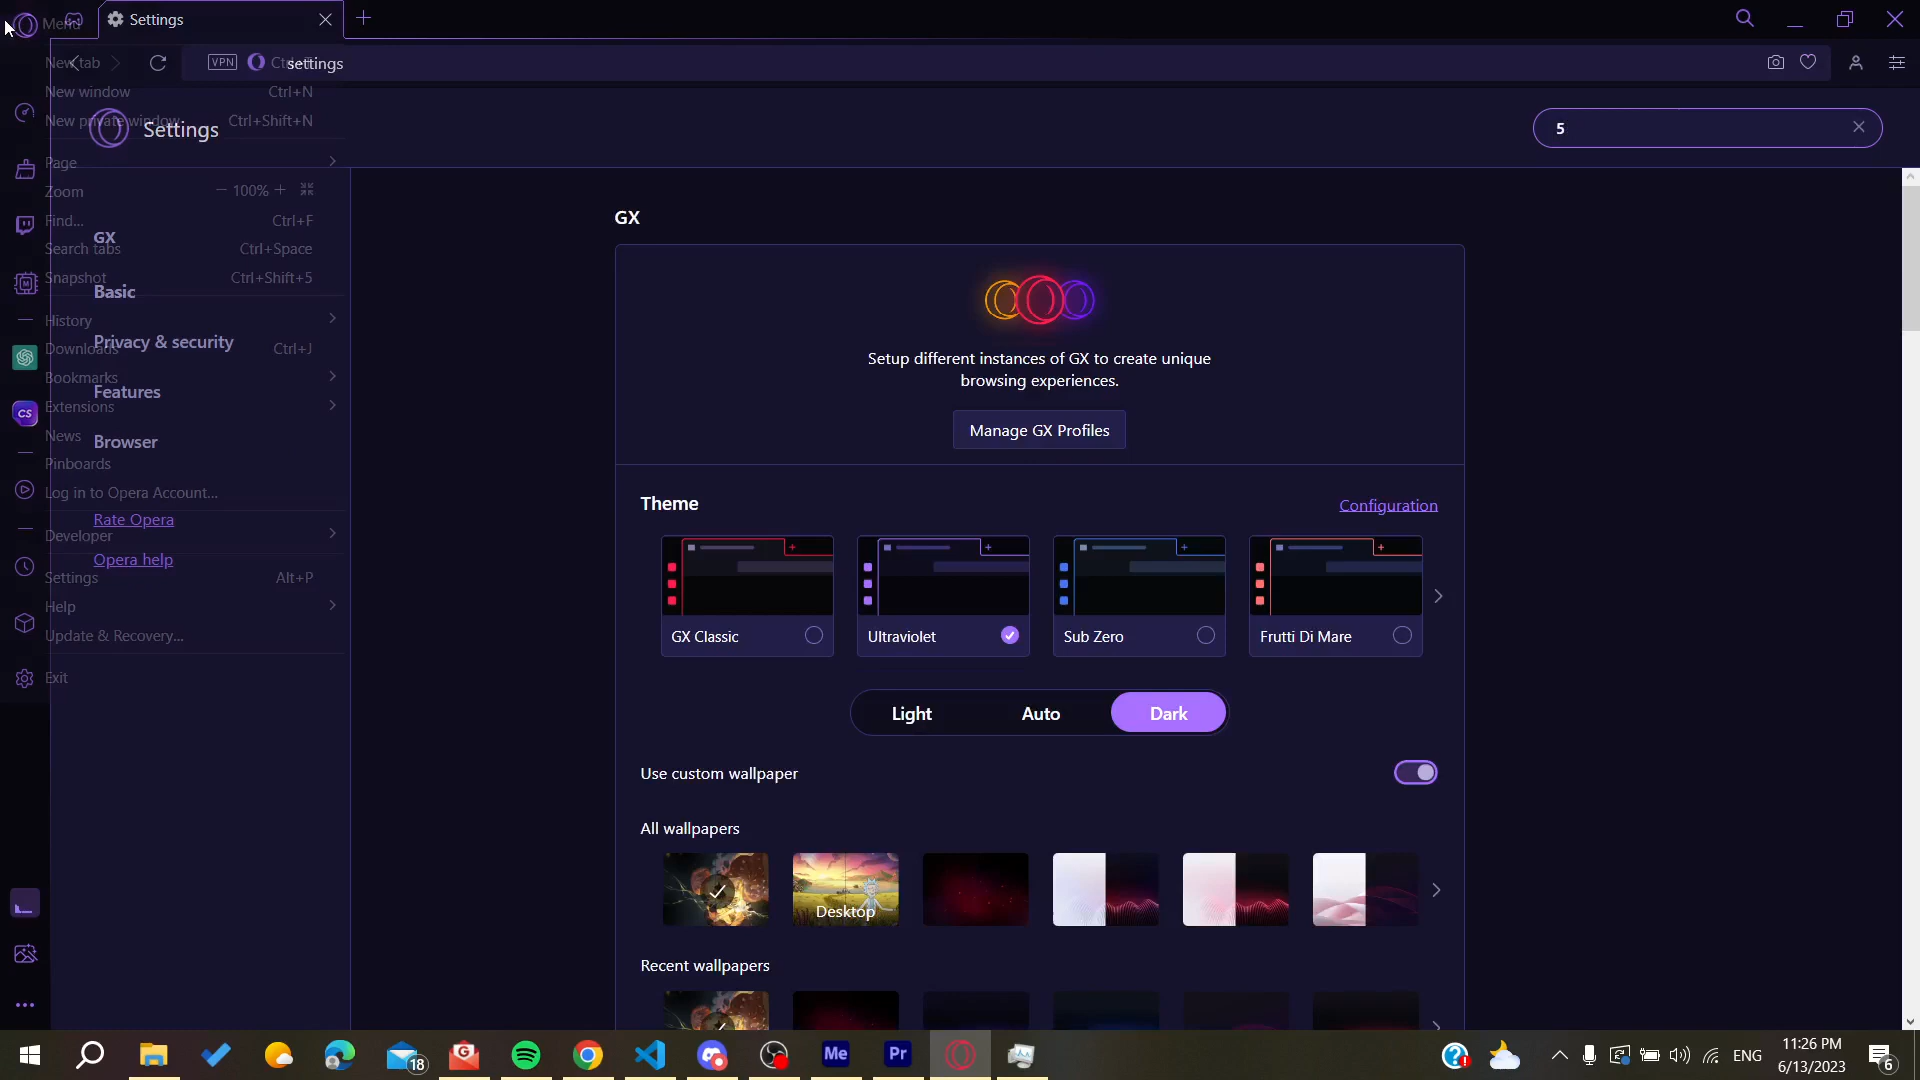 Menu
Settings
New tab Ctrl+T
VPN
settings
New window Ctrl+N
New private window Ctrl+Shift+N
Settings
5
Page
Zoom 100%
Find... Ctrl+F
Search tabs Ctrl+Space
Snapshot Ctrl+Shift+5
History
Downloads Ctrl+J
Bookmarks
Extensions
News
Pinboards
Log in to Opera Account...
Developer
Settings Alt+P
Help
Update & Recovery...
Exit
GX
Basic
Privacy & security
Features
Browser
Rate Opera
Opera help
GX
Setup different instances of GX to create unique
browsing experiences.
Manage GX Profiles
Theme Configuration
GX Classic Ultraviolet Sub Zero Frutti Di Mare
Light Auto Dark
Use custom wallpaper
All wallpapers
Desktop
Recent wallpapers
CS
18
G
Me
Pr
ENG
11:26 PM
6/13/2023
6